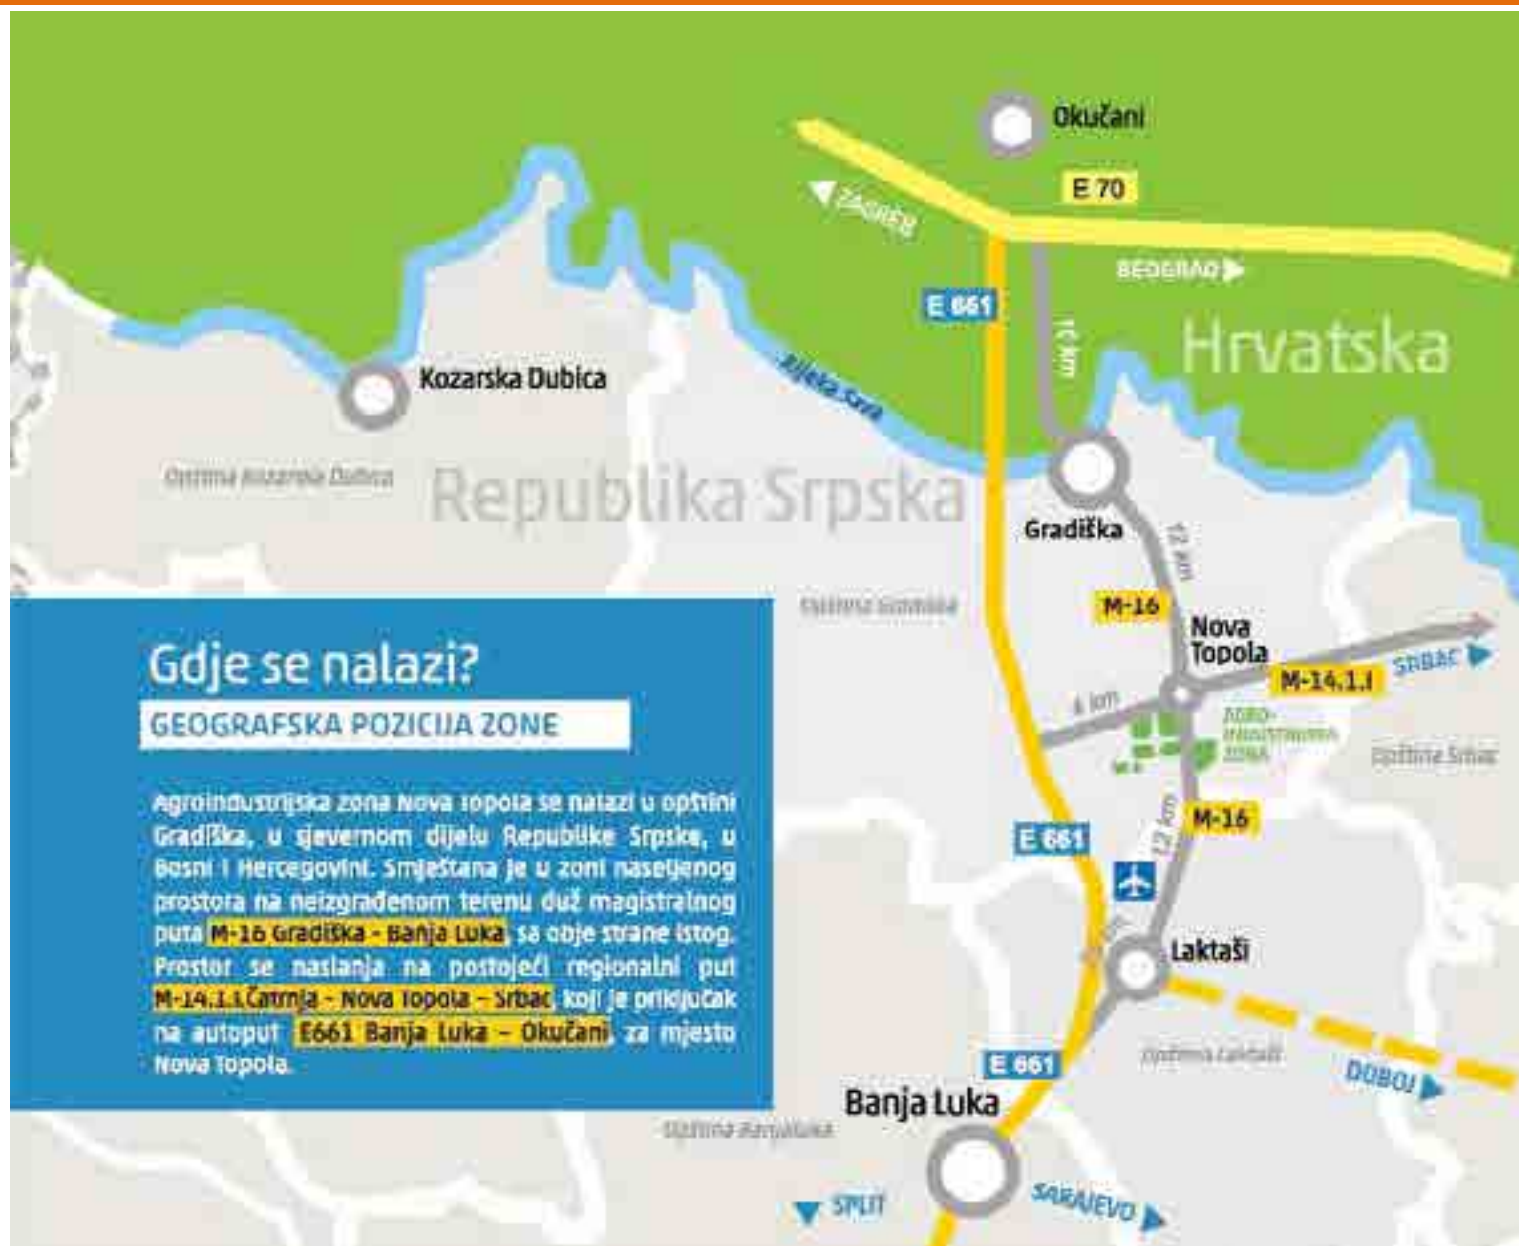 Okučani
E 70
ZAGREB
BEOGRAD
E 661
Hrvatska
10 km
Rijeka Sava
Kozarska Dubica
Opština Kozarska Dubica
Republika Srpska
Gradiška
12 km
Opština Gradiška
M-16
Nova
Topola
SRBAC
M-14.1.I
4 km
AGRO-
INDUSTRIJSKA
ZONA
Opština Srbac
M-16
12 km
E 661
Laktaši
E 661
Opština Laktaši
DOBOJ
Banja Luka
Opština Banjaluka
SPLIT
SARAJEVO
Gdje se nalazi?
GEOGRAFSKA POZICIJA ZONE
Agroindustrijska zona Nova Topola se nalazi u opštini
Gradiška, u sjevernom dijelu Republike Srpske, u
Bosni i Hercegovini. Smještana je u zoni naseljenog
prostora na neizgrađenom terenu duž magistralnog
puta M-16 Gradiška - Banja Luka, sa obje strane istog.
Prostor se naslanja na postojeći regionalni put
M-14.1.I.Čatrnja - Nova Topola - Srbac, koji je priključak
na autoput E661 Banja Luka - Okučani, za mjesto
Nova Topola.